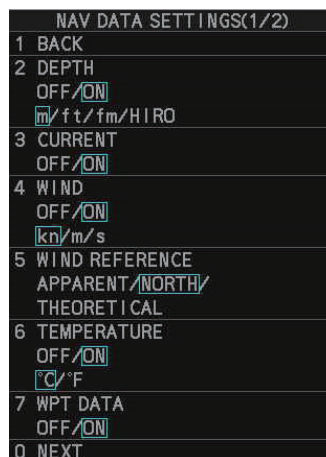 NAV DATA SETTINGS(1/2)
1 BACK
2 DEPTH
OFF/ON
m/ft/fm/HIRO
3 CURRENT
OFF/ON
4 WIND
OFF/ON
kn/m/s
5 WIND REFERENCE
APPARENT/NORTH/
THEORETICAL
6 TEMPERATURE
OFF/ON
°C/°F
7 WPT DATA
OFF/ON
0 NEXT